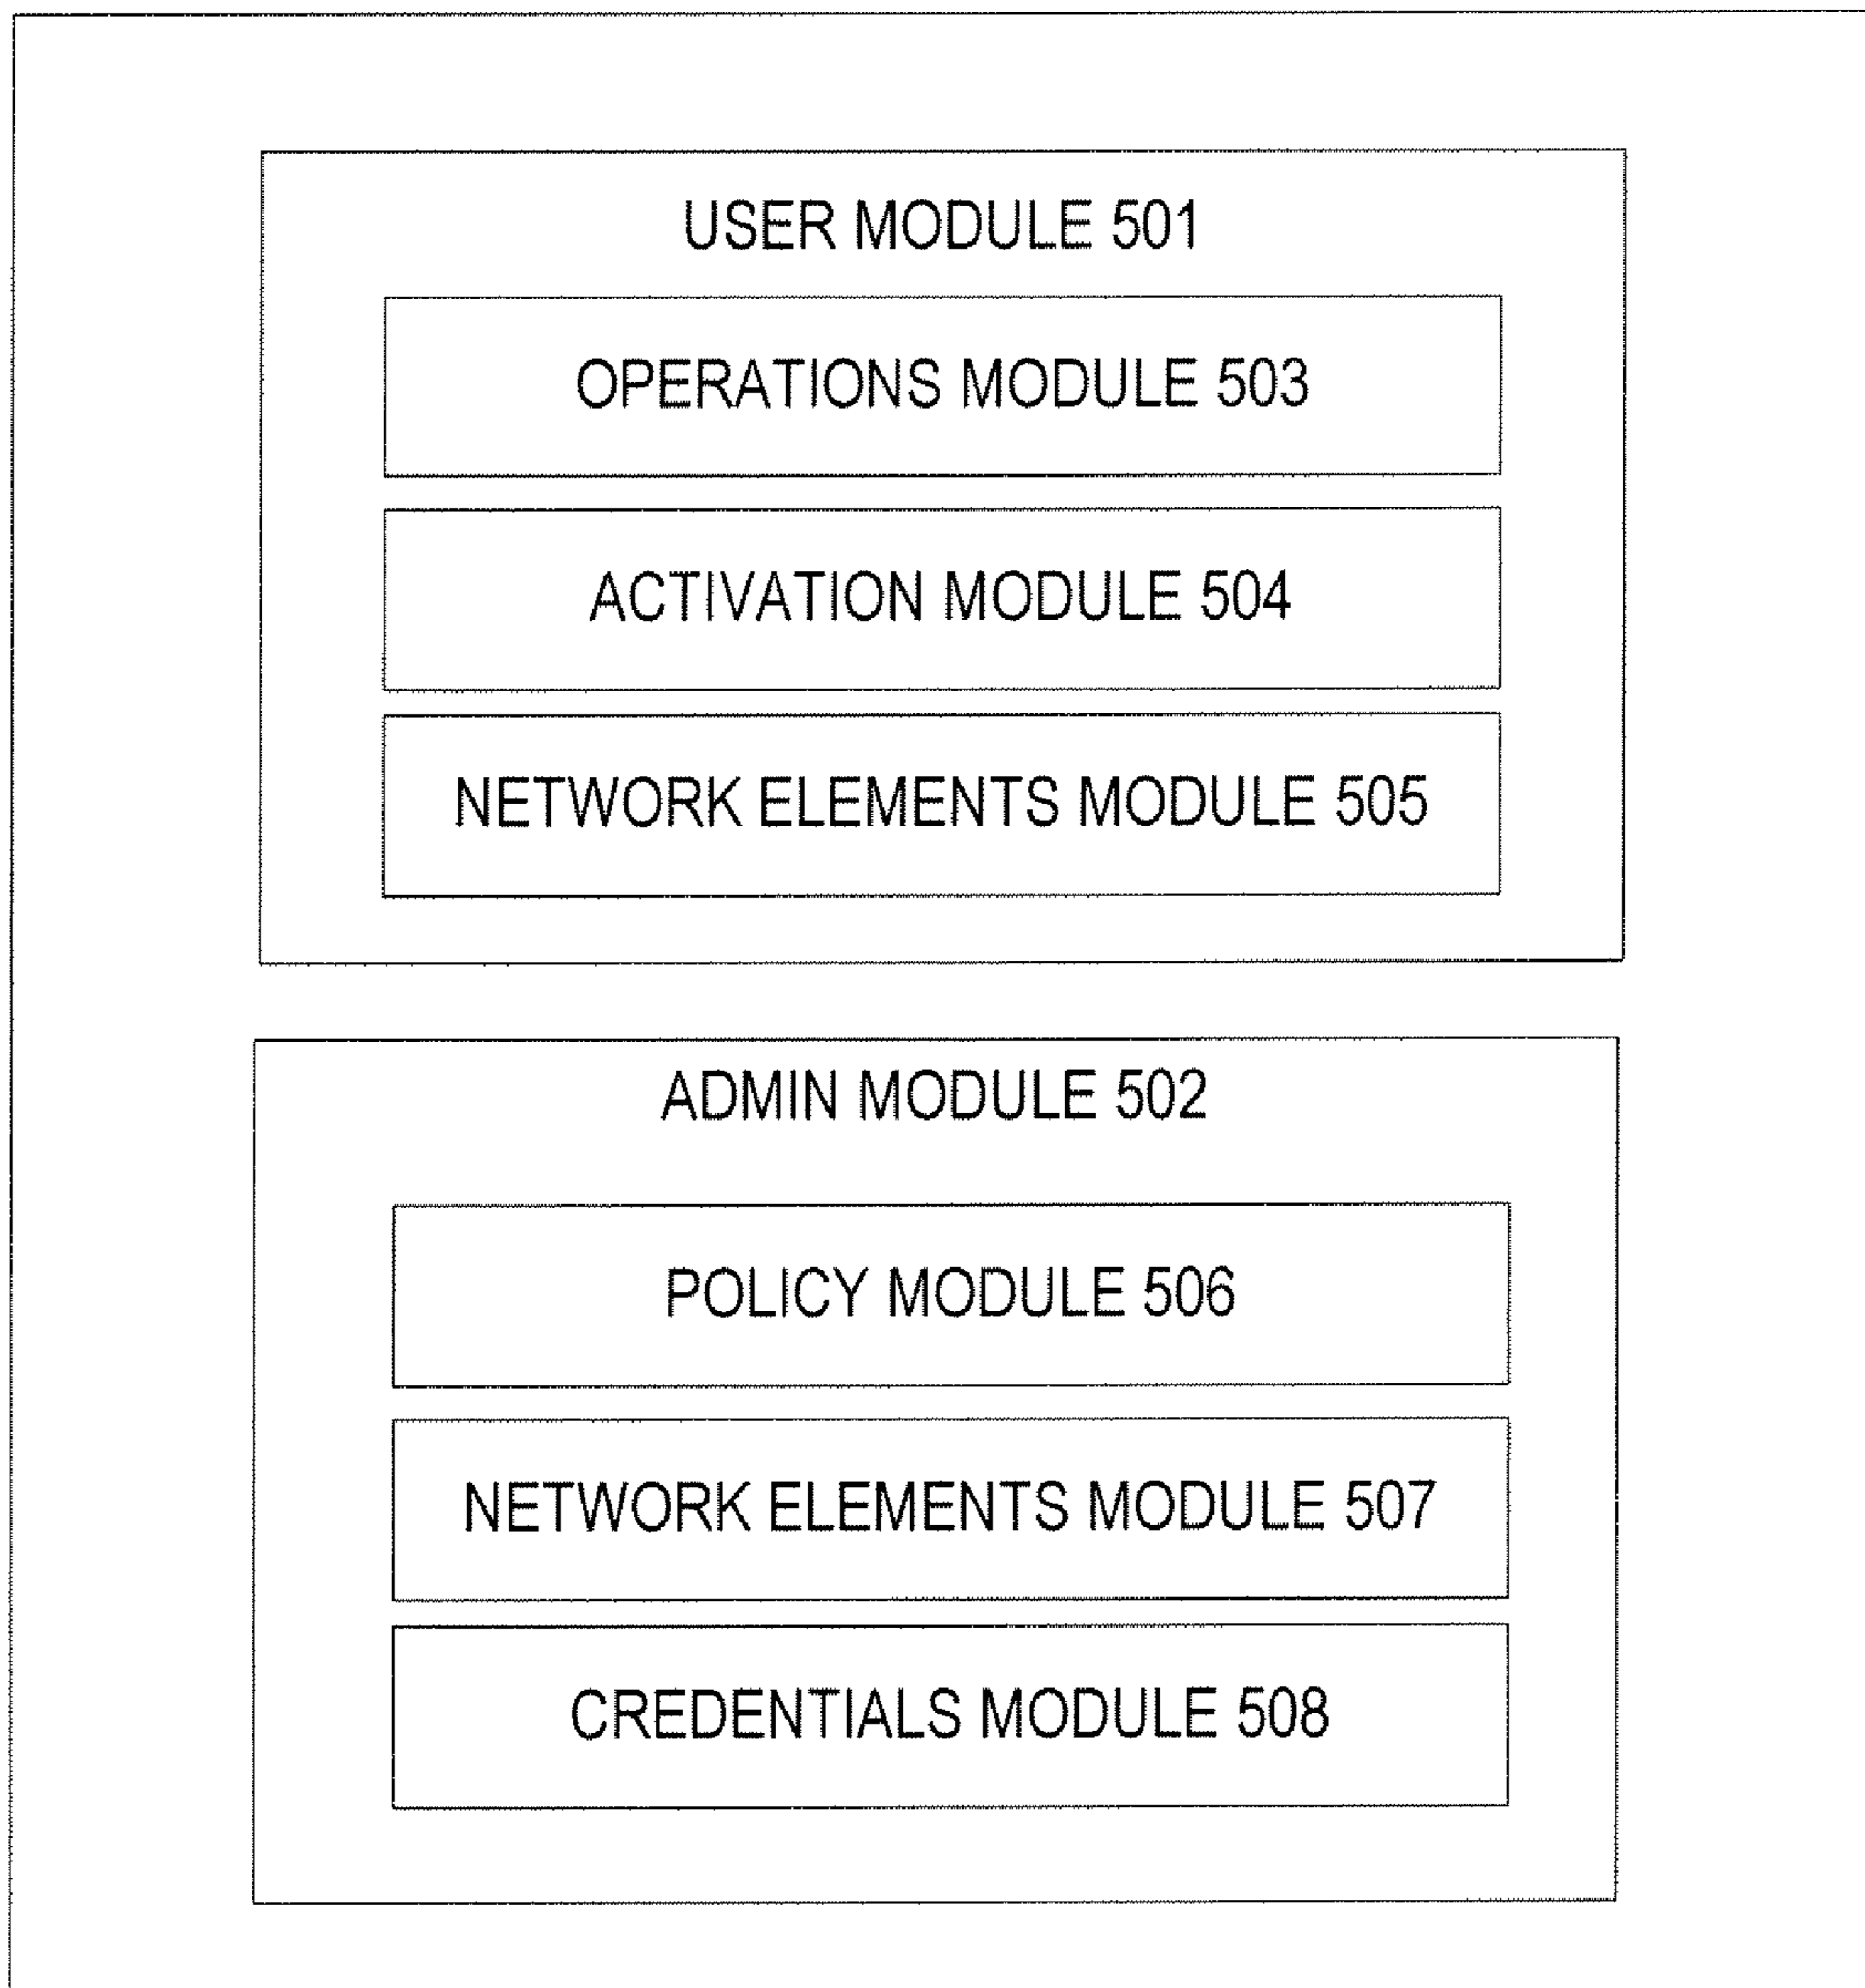 USER MODULE 501
OPERATIONS MODULE 503
ACTIVATION MODULE 504
NETWORK ELEMENTS MODULE 505
ADMIN MODULE 502
POLICY MODULE 506
NETWORK ELEMENTS MODULE 507
CREDENTIALS MODULE 508